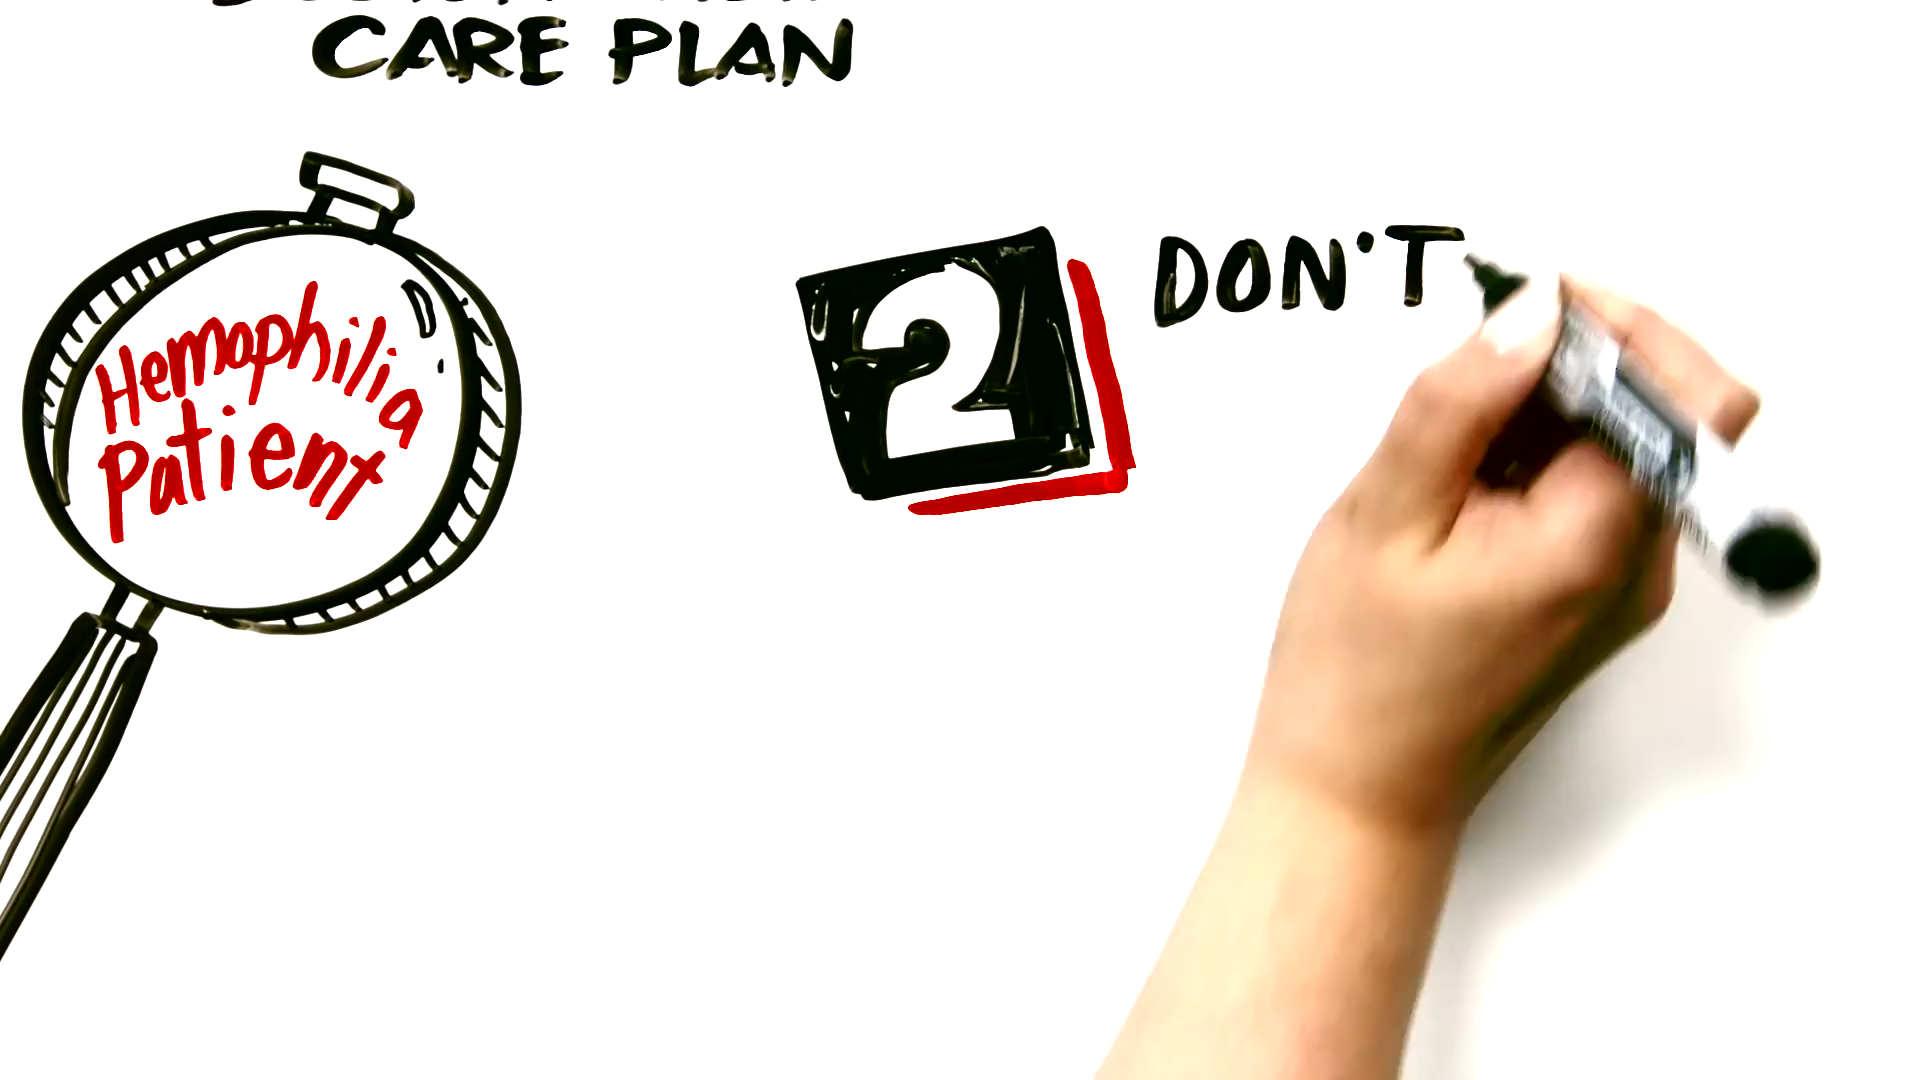 CARE PLAN
Hemophilia
Patient
2
DON'T